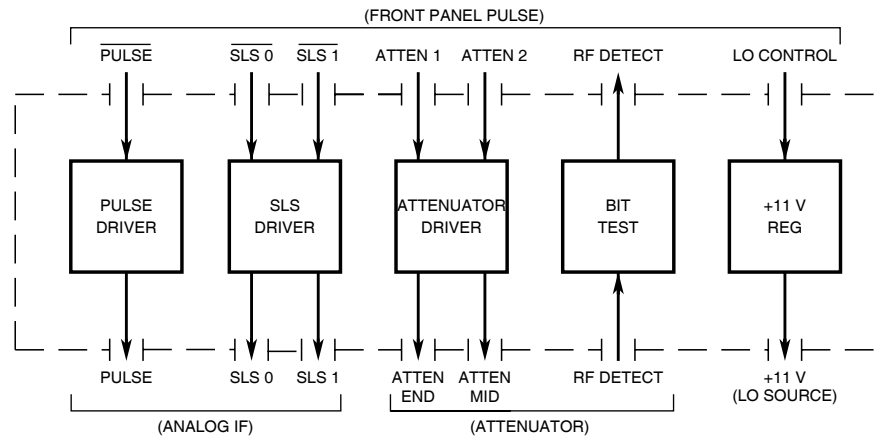 (FRONT PANEL PULSE)
PULSE SLS 0 SLS 1 ATTEN 1 ATTEN 2 RF DETECT LO CONTROL
PULSE
DRIVER
SLS
DRIVER
ATTENUATOR
DRIVER
BIT
TEST
+11 V
REG
PULSE SLS 0 SLS 1
ATTEN
END
ATTEN
MID
RF DETECT
+11 V
(LO SOURCE)
(ANALOG IF)
(ATTENUATOR)